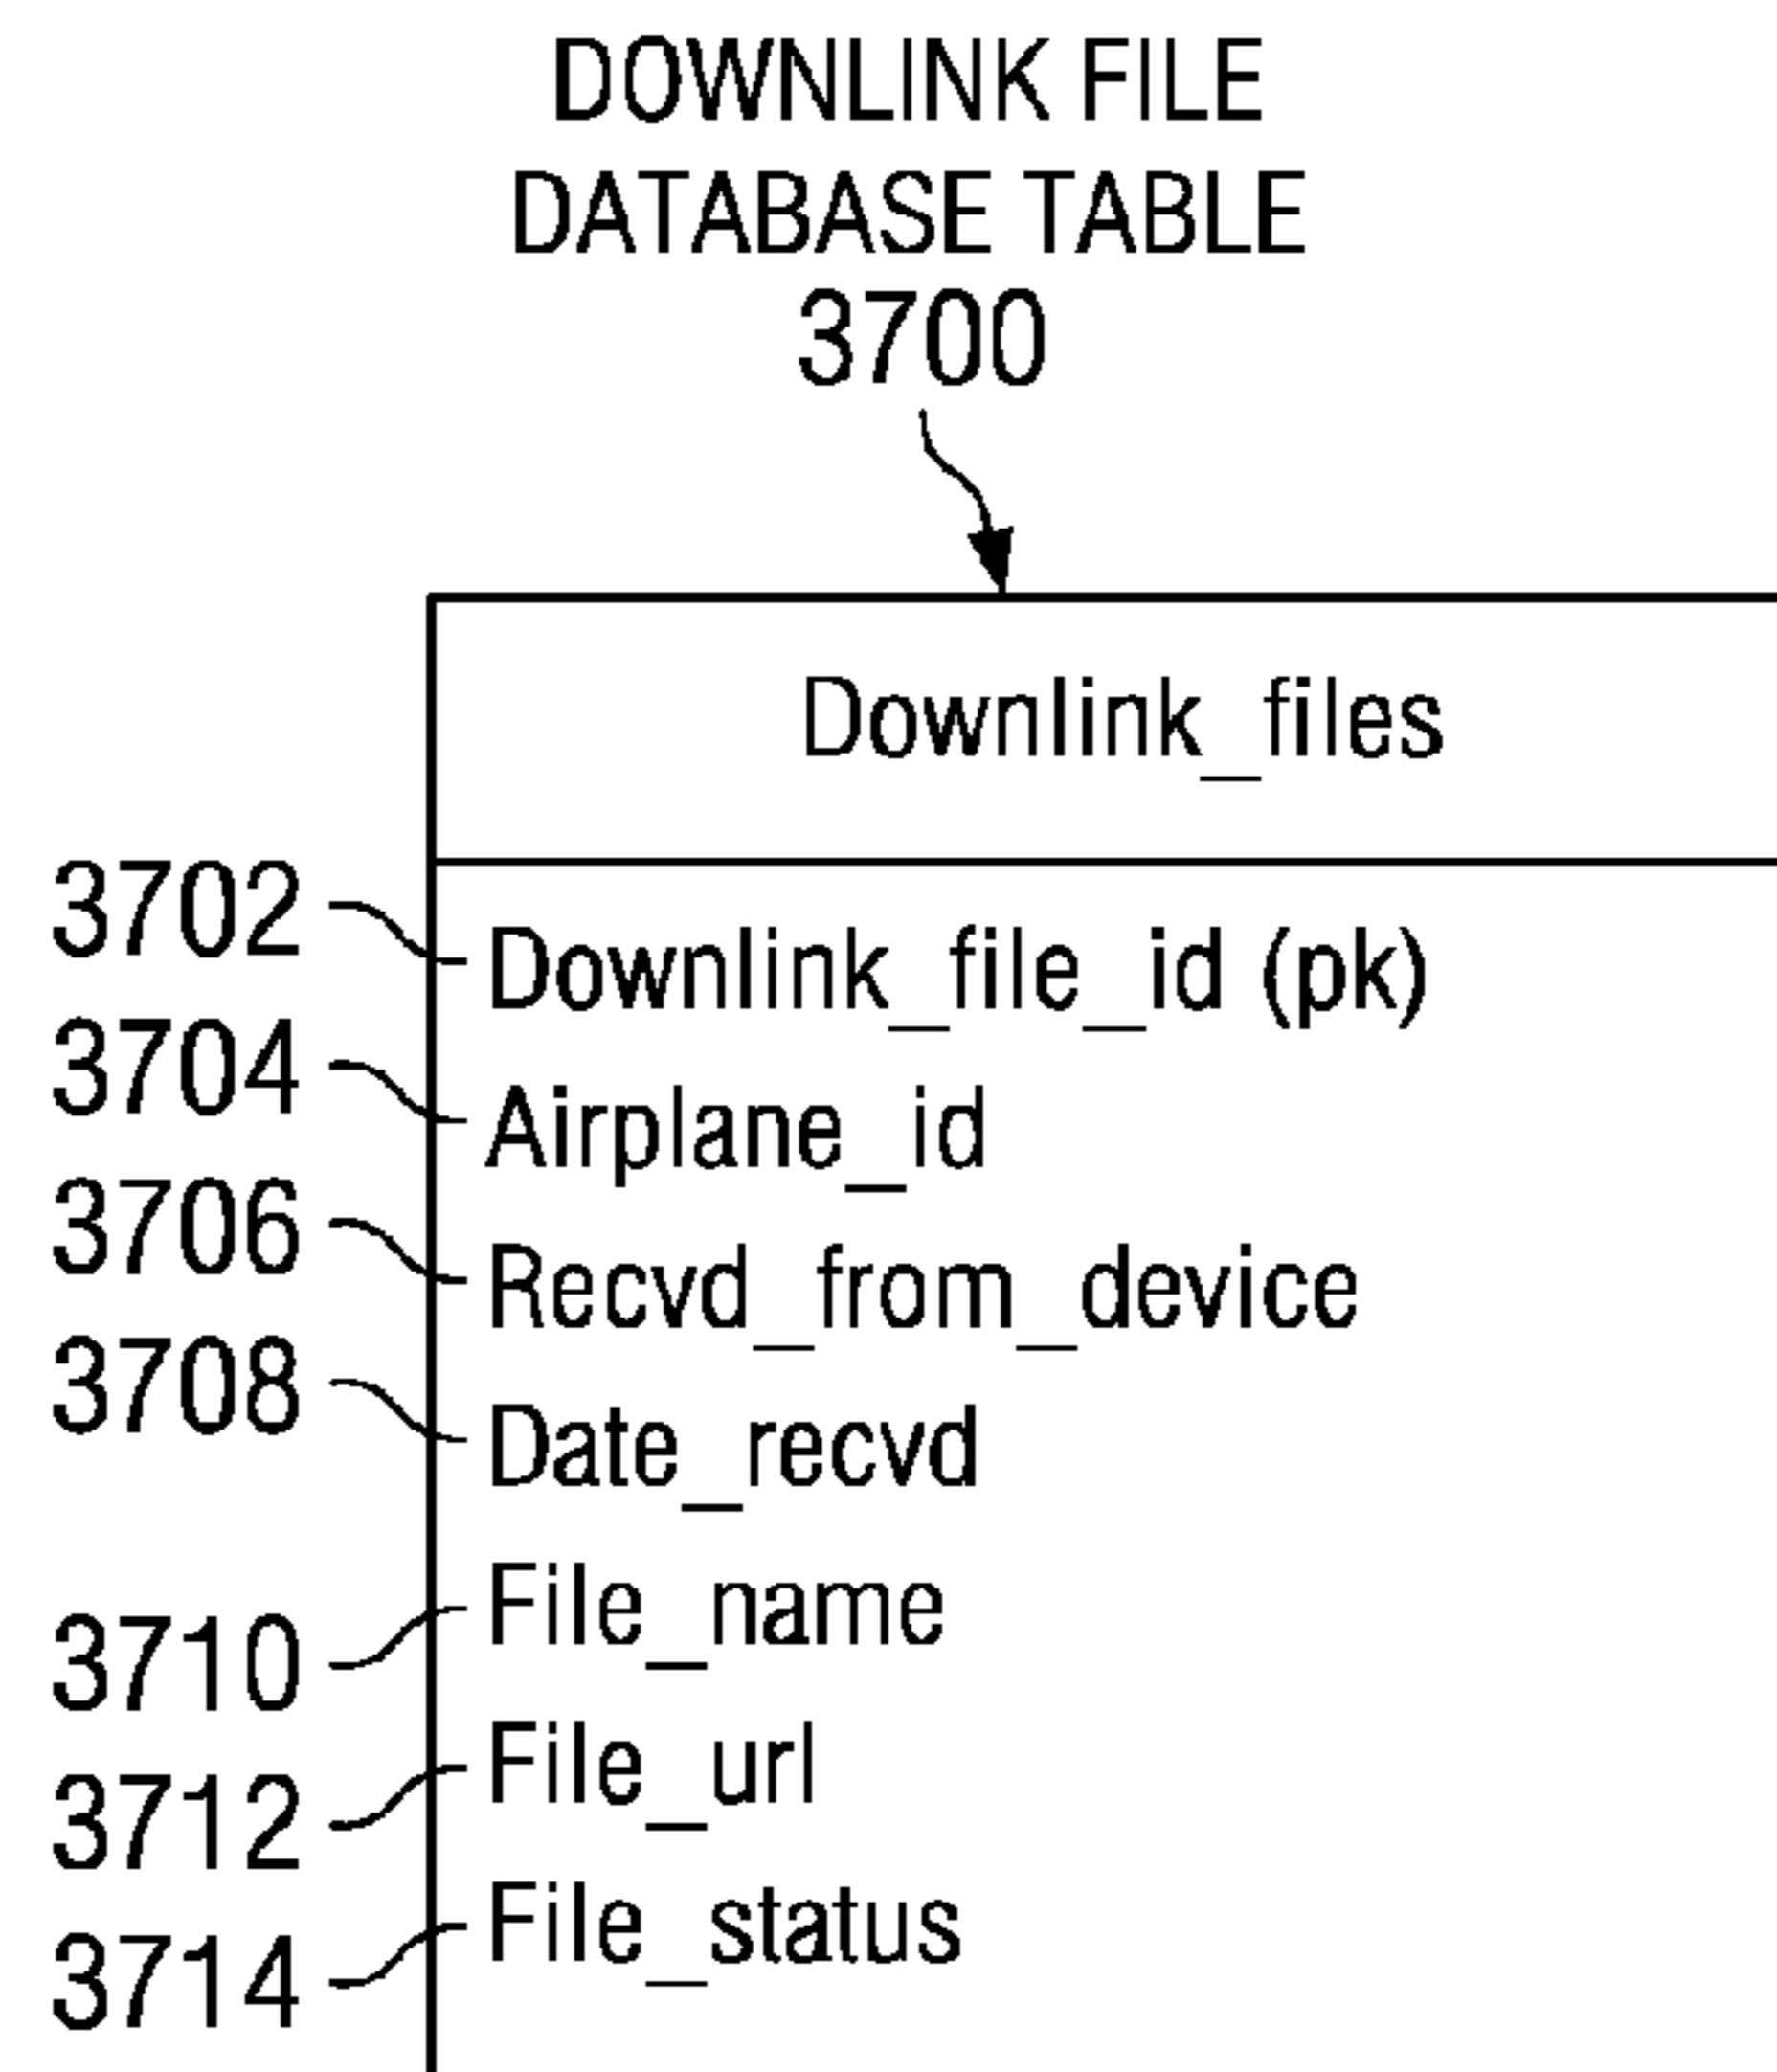 DOWNLINK FILE
DATABASE TABLE
3700
Downlink_files
3702 Downlink_file_id (pk)
3704 Airplane_id
3706 Recvd_from_device
3708 Date_recvd
3710 File_name
3712 File_url
3714 File_status